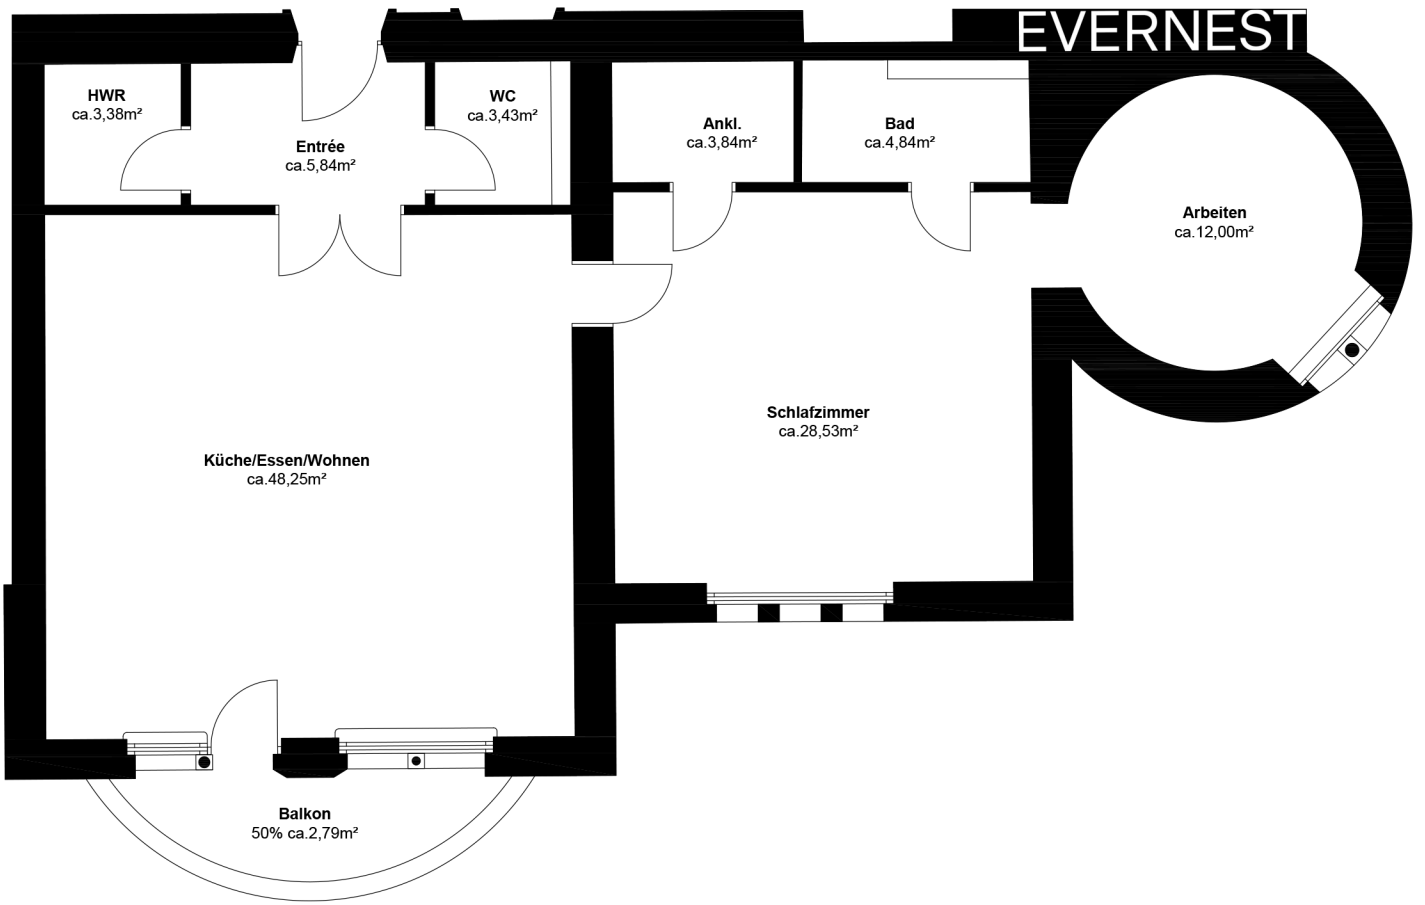 EVERNEST
HWR
ca.3,38m²
WC
ca.3,43m²
Entrée
ca.5,84m²
Ankl.
ca.3,84m²
Bad
ca.4,84m²
Arbeiten
ca.12,00m²
Schlafzimmer
ca.28,53m²
Küche/Essen/Wohnen
ca.48,25m²
Balkon
50% ca.2,79m²